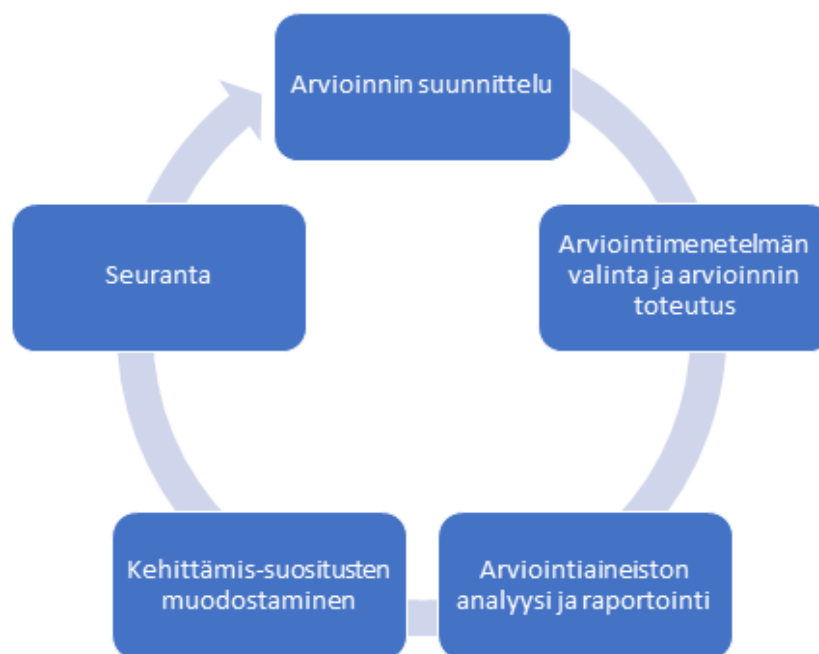 Arvioinnin suunnittelu
Arviointimenetelmän
valinta ja arvioinnin
toteutus
Arviointiaineiston
analyysi ja raportointi
Kehittämis-suositusten
muodostaminen
Seuranta